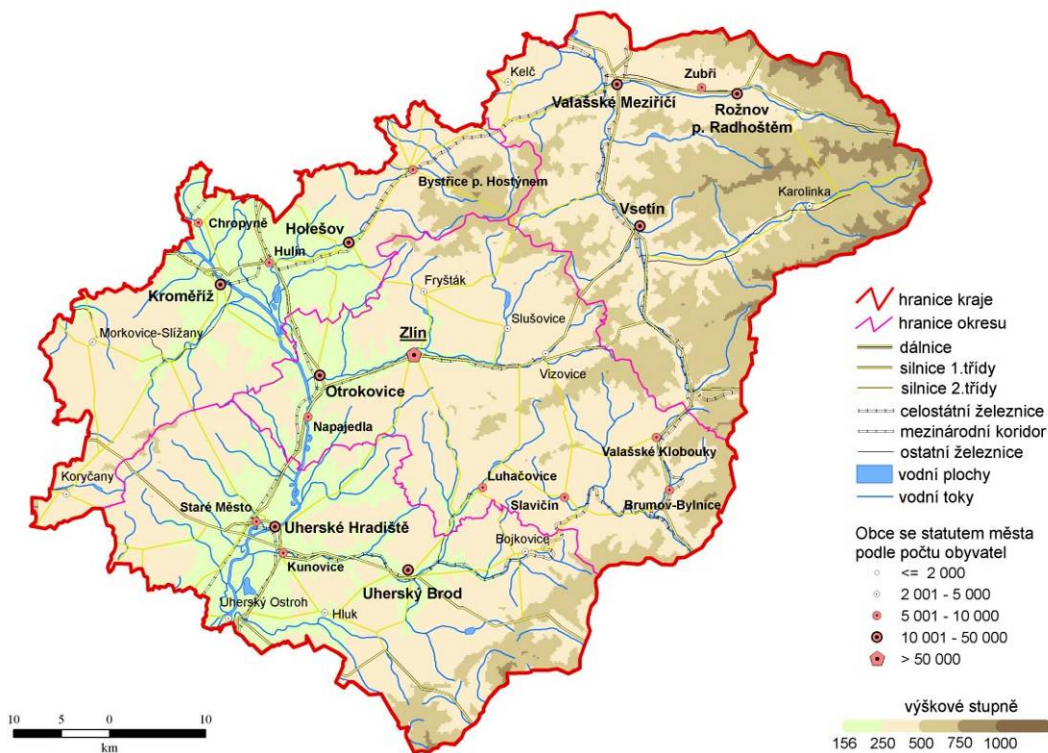 Kelč
Zubří
Valašské Meziříčí
Rožnov
p. Radhoštěm
Bystřice p. Hostýnem
Karolinka
Vsetín
Chropyně
Holešov
Hulín
Kroměříž
Fryšták
Slušovice
Morkovice-Slížany
Zlín
Vizovice
Otrokovice
Napajedla
Valašské Klobouky
Koryčany
Luhačovice
Slavičín
Brumov-Bylnice
Staré Město
Uherské Hradiště
Bojkovice
Kunovice
Uherský Brod
Uherský Ostroh
Hluk
hranice kraje
hranice okresu
dálnice
silnice 1.třídy
silnice 2.třídy
celostátní železnice
mezinárodní koridor
ostatní železnice
vodní plochy
vodní toky
Obce se statutem města
podle počtu obyvatel
<= 2 000
2 001 - 5 000
5 001 - 10 000
10 001 - 50 000
> 50 000
výškové stupně
156 250 500 750 1000
10 5 0 10
km